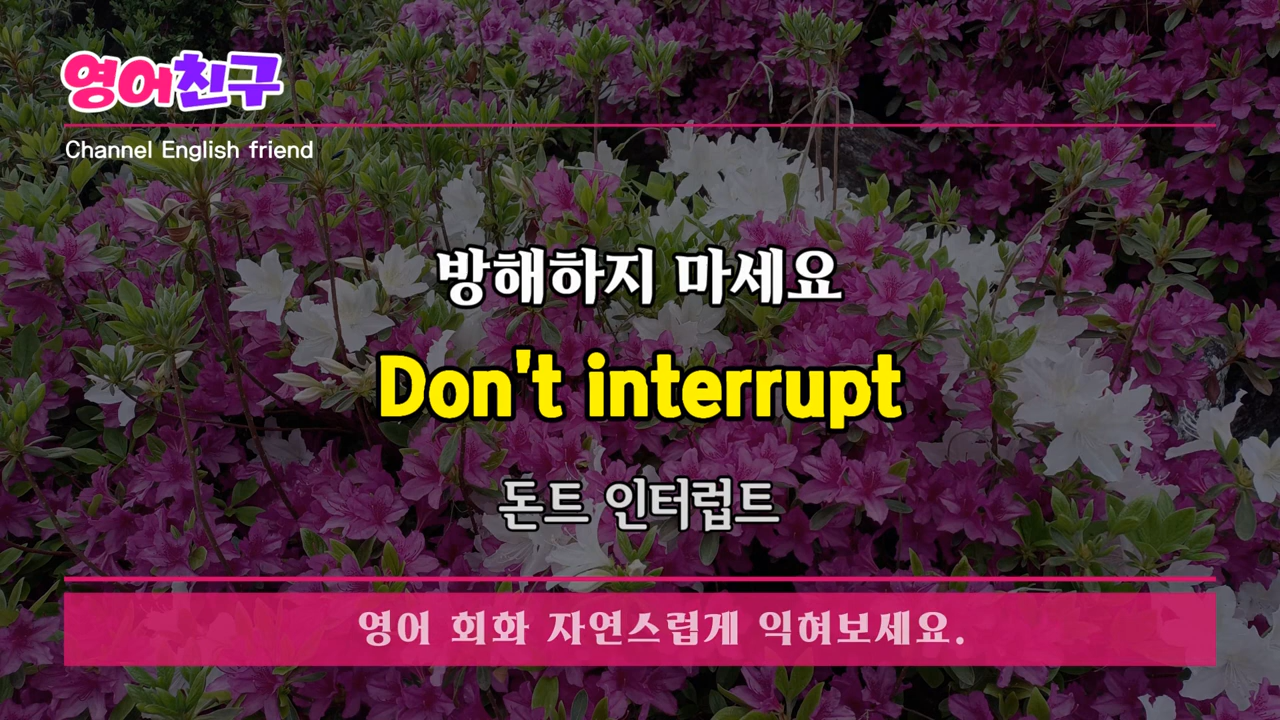 영어친구
Channel English friend
방해하지 마세요
Don't interrupt
돈트 인더럽트
영어 회화 자연스럽게 익혀보세요.